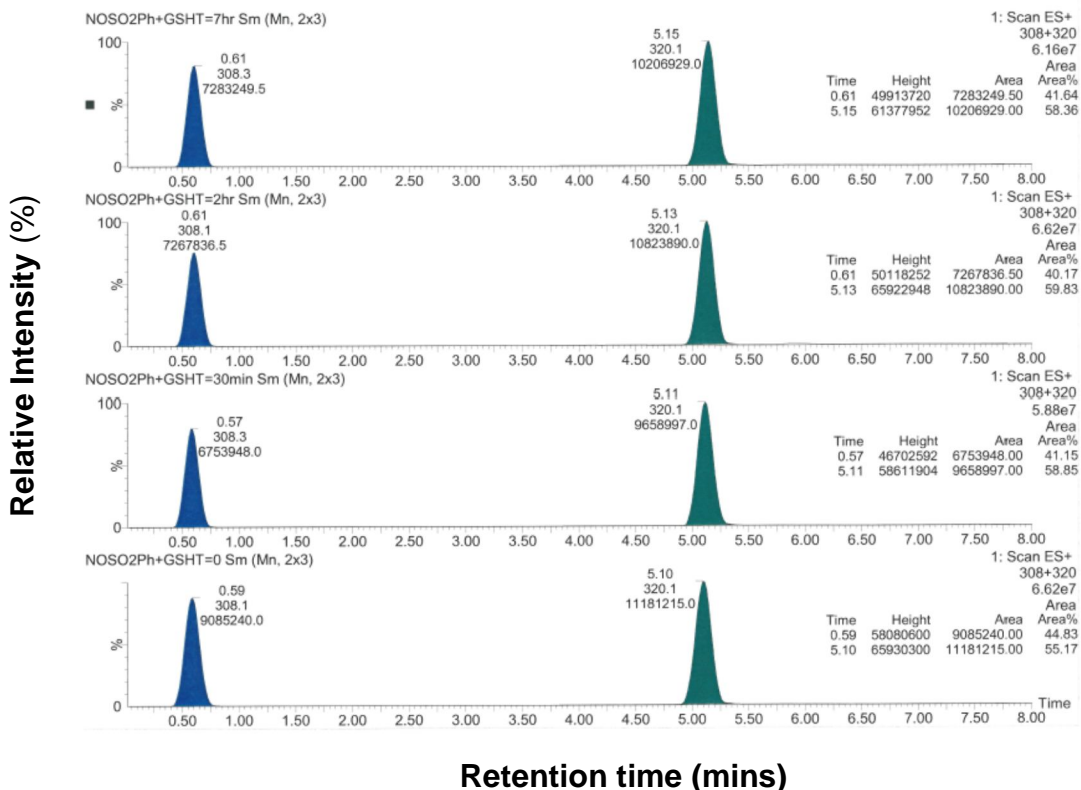 Relative Intensity (%)
NOSO2Ph+GSHT=7hr Sm (Mn, 2x3)
1: Scan ES+
308+320
6.16e7
100
%
0
0.61
308.3
7283249.5
5.15
320.1
10206929.0
Area
Time Height Area Area%
0.61 49913720 7283249.50 41.64
5.15 61377952 10206929.00 58.36
0.50 1.00 1.50 2.00 2.50 3.00 3.50 4.00 4.50 5.00 5.50 6.00 6.50 7.00 7.50 8.00
NOSO2Ph+GSHT=2hr Sm (Mn, 2x3)
1: Scan ES+
308+320
6.62e7
100
%
0
0.61
308.1
7267836.5
5.13
320.1
10823890.0
Area
Time Height Area Area%
0.61 50118252 7267836.50 40.17
5.13 65922948 10823890.00 59.83
0.50 1.00 1.50 2.00 2.50 3.00 3.50 4.00 4.50 5.00 5.50 6.00 6.50 7.00 7.50 8.00
NOSO2Ph+GSHT=30min Sm (Mn, 2x3)
1: Scan ES+
308+320
5.88e7
100
%
0
0.57
308.3
6753948.0
5.11
320.1
9658997.0
Area
Time Height Area Area%
0.57 46702592 6753948.00 41.15
5.11 58611904 9658997.00 58.85
0.50 1.00 1.50 2.00 2.50 3.00 3.50 4.00 4.50 5.00 5.50 6.00 6.50 7.00 7.50 8.00
NOSO2Ph+GSHT=0 Sm (Mn, 2x3)
1: Scan ES+
308+320
6.62e7
%
0
0.59
308.1
9085240.0
5.10
320.1
11181215.0
Area
Time Height Area Area%
0.59 58080600 9085240.00 44.83
5.10 65930300 11181215.00 55.17
Time
0.50 1.00 1.50 2.00 2.50 3.00 3.50 4.00 4.50 5.00 5.50 6.00 6.50 7.00 7.50 8.00
Retention time (mins)